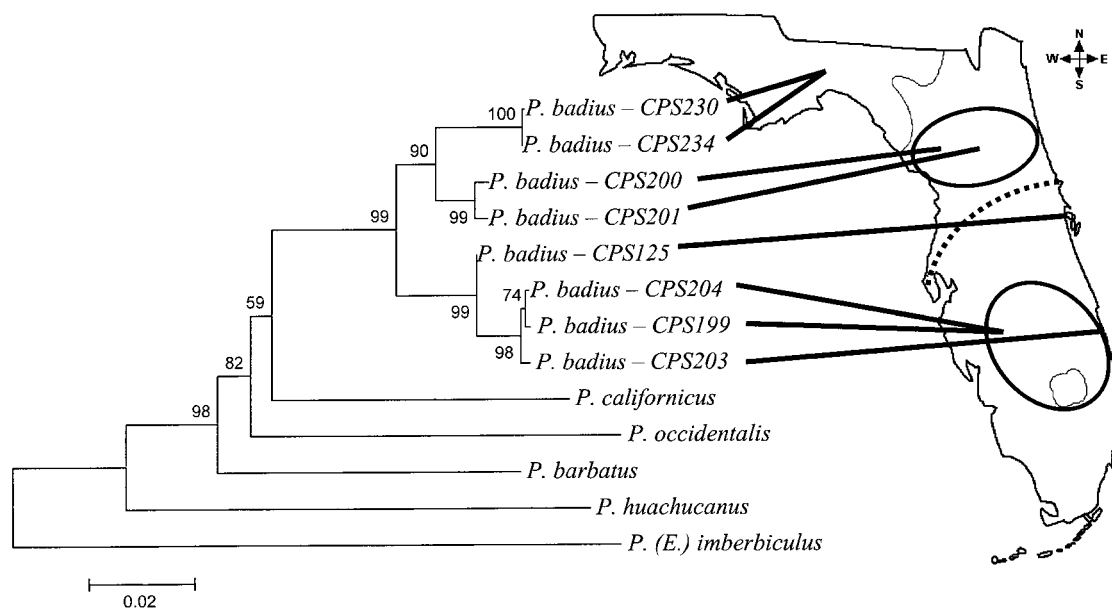 N
W E
S
100
P. badius – CPS230
P. badius – CPS234
90
P. badius – CPS200
99
P. badius – CPS201
99
P. badius – CPS125
74
P. badius – CPS204
59
99
P. badius – CPS199
98
P. badius – CPS203
82
P. californicus
98
P. occidentalis
P. barbatus
P. huachucanus
P. (E.) imberbiculus
0.02